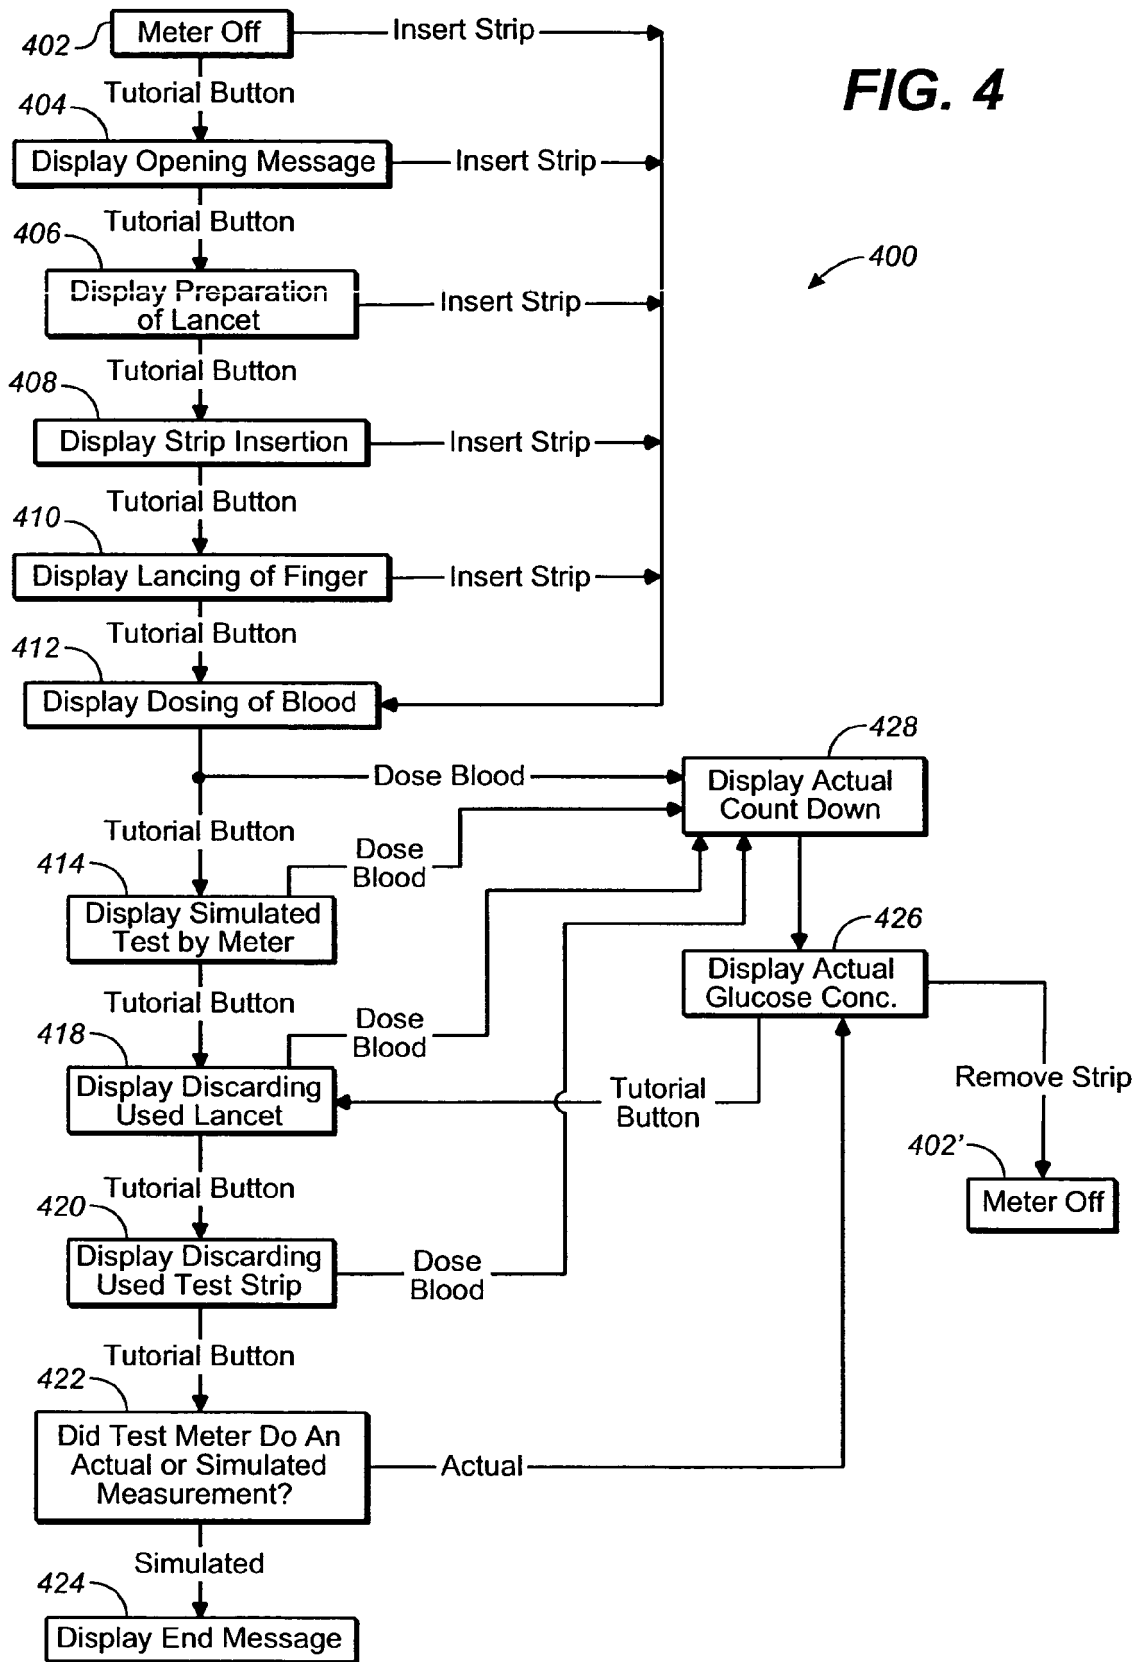 402
Meter Off
Insert Strip
FIG. 4
Tutorial Button
404
Display Opening Message
Insert Strip
Tutorial Button
406
400
Display Preparation
of Lancet
Insert Strip
Tutorial Button
408
Display Strip Insertion
Insert Strip
Tutorial Button
410
Display Lancing of Finger
Insert Strip
Tutorial Button
412
Display Dosing of Blood
428
Dose Blood
Display Actual
Count Down
Tutorial Button
414
Dose
Blood
Display Simulated
Test by Meter
426
Display Actual
Glucose Conc.
Tutorial Button
418
Dose
Blood
Display Discarding
Used Lancet
Tutorial
Button
Remove Strip
402’
Meter Off
Tutorial Button
420
Display Discarding
Used Test Strip
Dose
Blood
Tutorial Button
422
Did Test Meter Do An
Actual or Simulated
Measurement?
Actual
Simulated
424
Display End Message